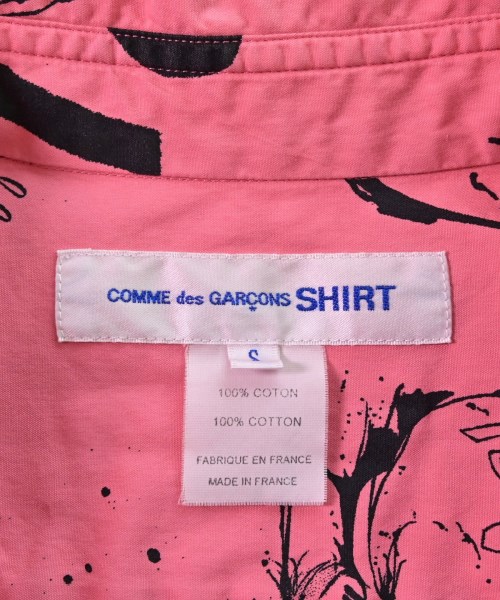 COMME des GARÇONS SHIRT
S
100% COTON
100% COTTON
FABRIQUE EN FRANCE
MADE IN FRANCE